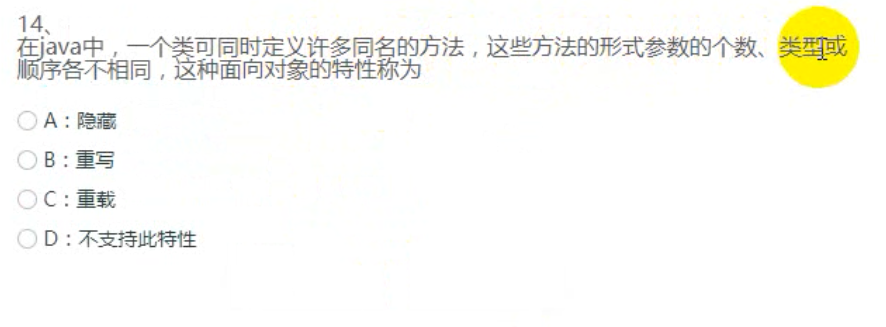 14、
在java中，一个类可同时定义许多同名的方法，这些方法的形式参数的个数、类型或
顺序各不相同，这种面向对象的特性称为
A：隐藏
B：重写
C：重载
D：不支持此特性